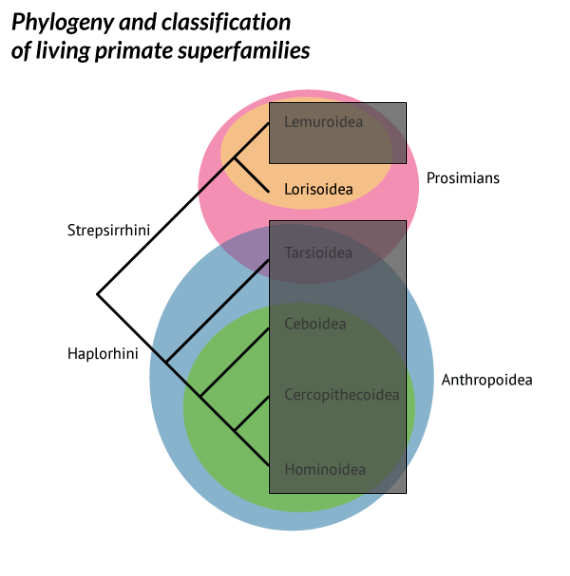 Phylogeny and classification
of living primate superfamilies
Lemuroidea
Prosimians
Lorisoidea
Strepsirrhini
Tarsioidea
Ceboidea
Haplorhini
Anthropoidea
Cercopithecoidea
Hominoidea